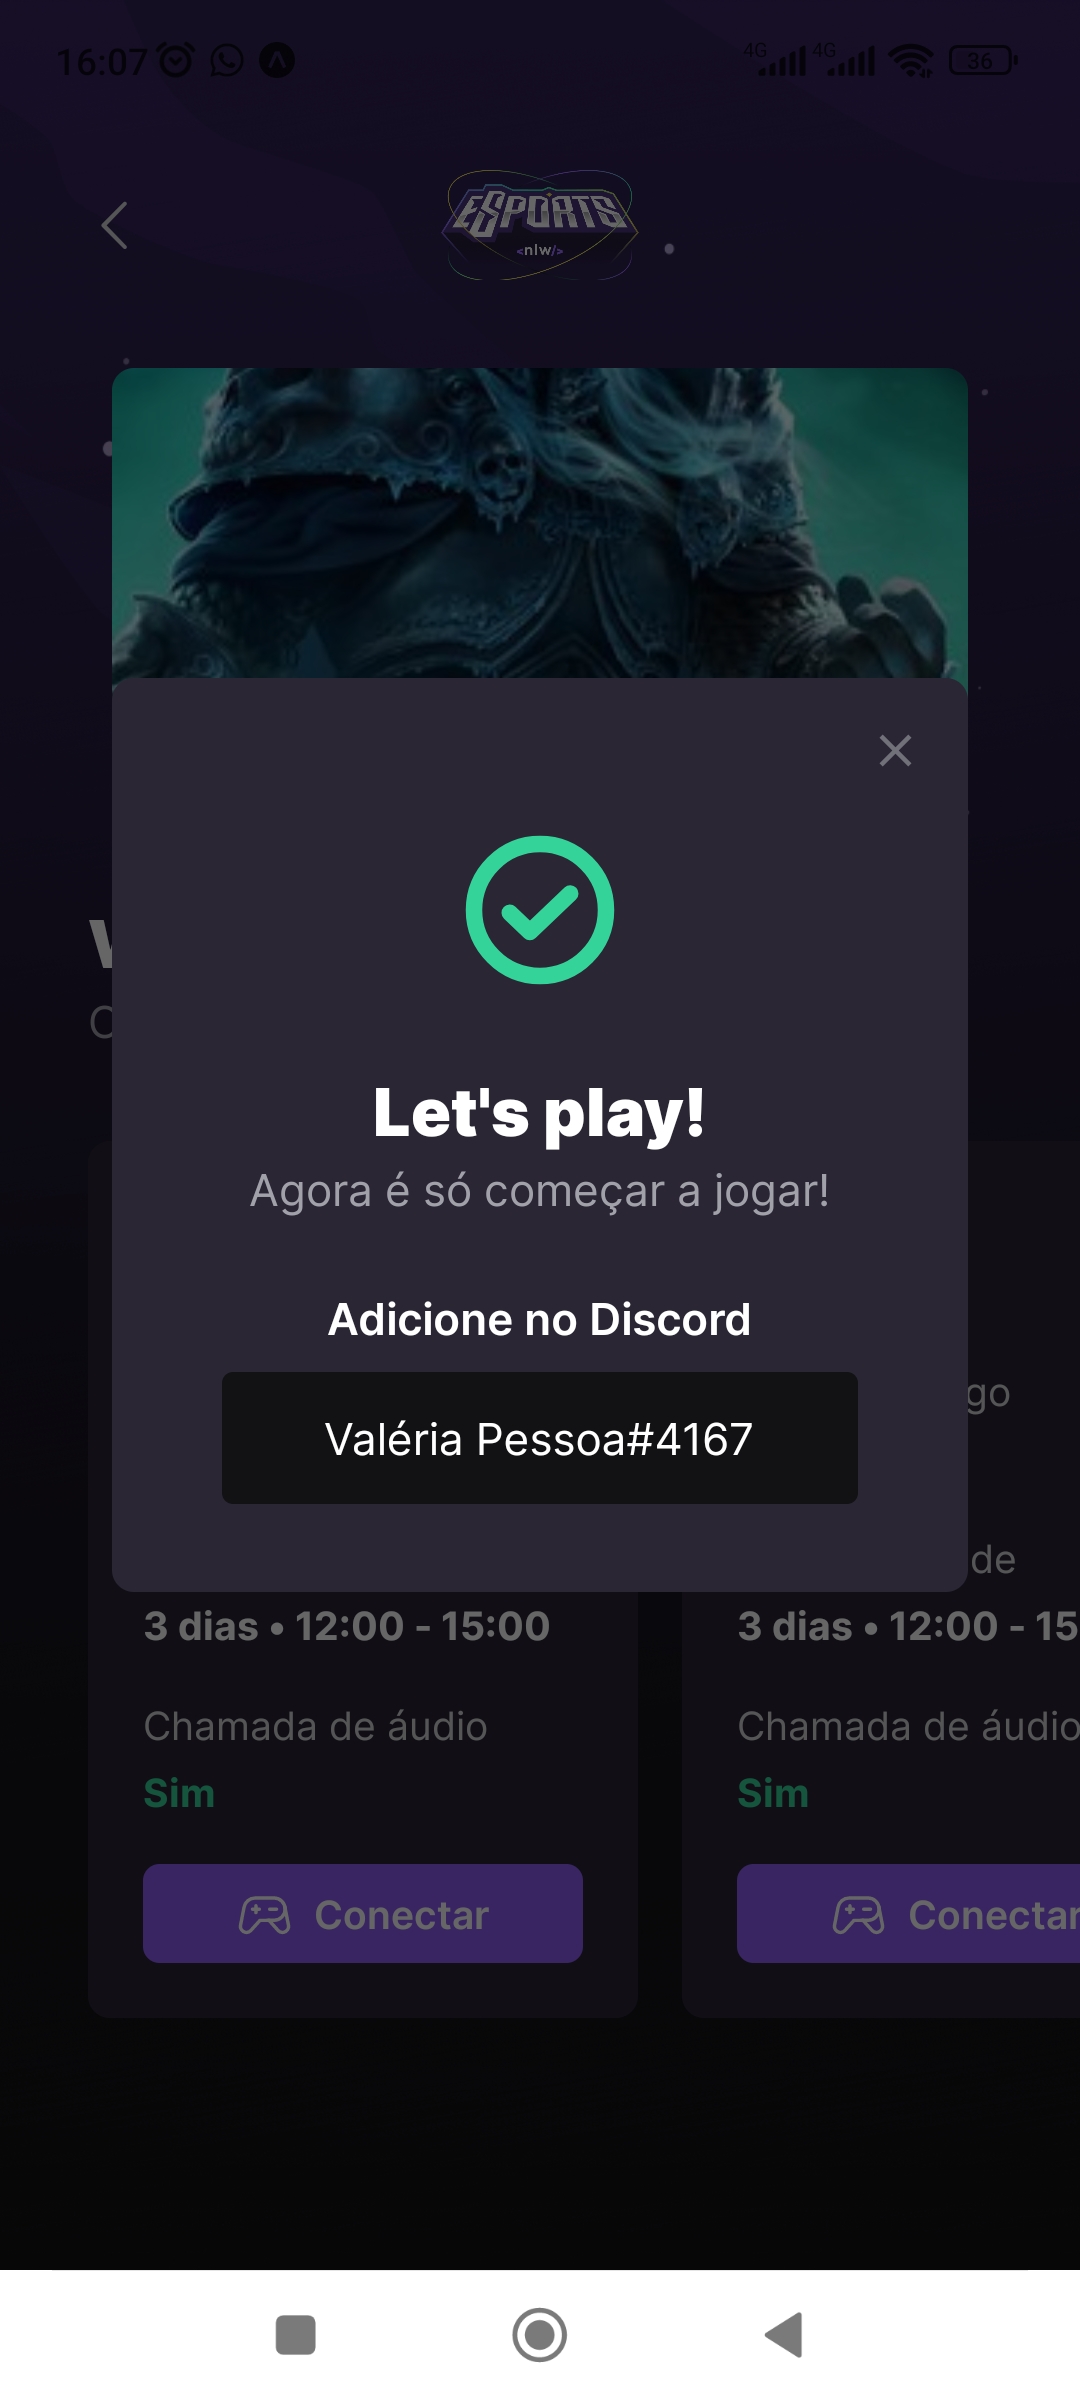 16:07
4G 4G 36
ESPORTS
<nlw/>
Let's play!
Agora é só começar a jogar!
Adicione no Discord
Valéria Pessoa#4167
go
de
3 dias • 12:00 - 15:00
3 dias • 12:00 - 15
Chamada de áudio
Chamada de áudio
Sim
Sim
Conectar
Conectar